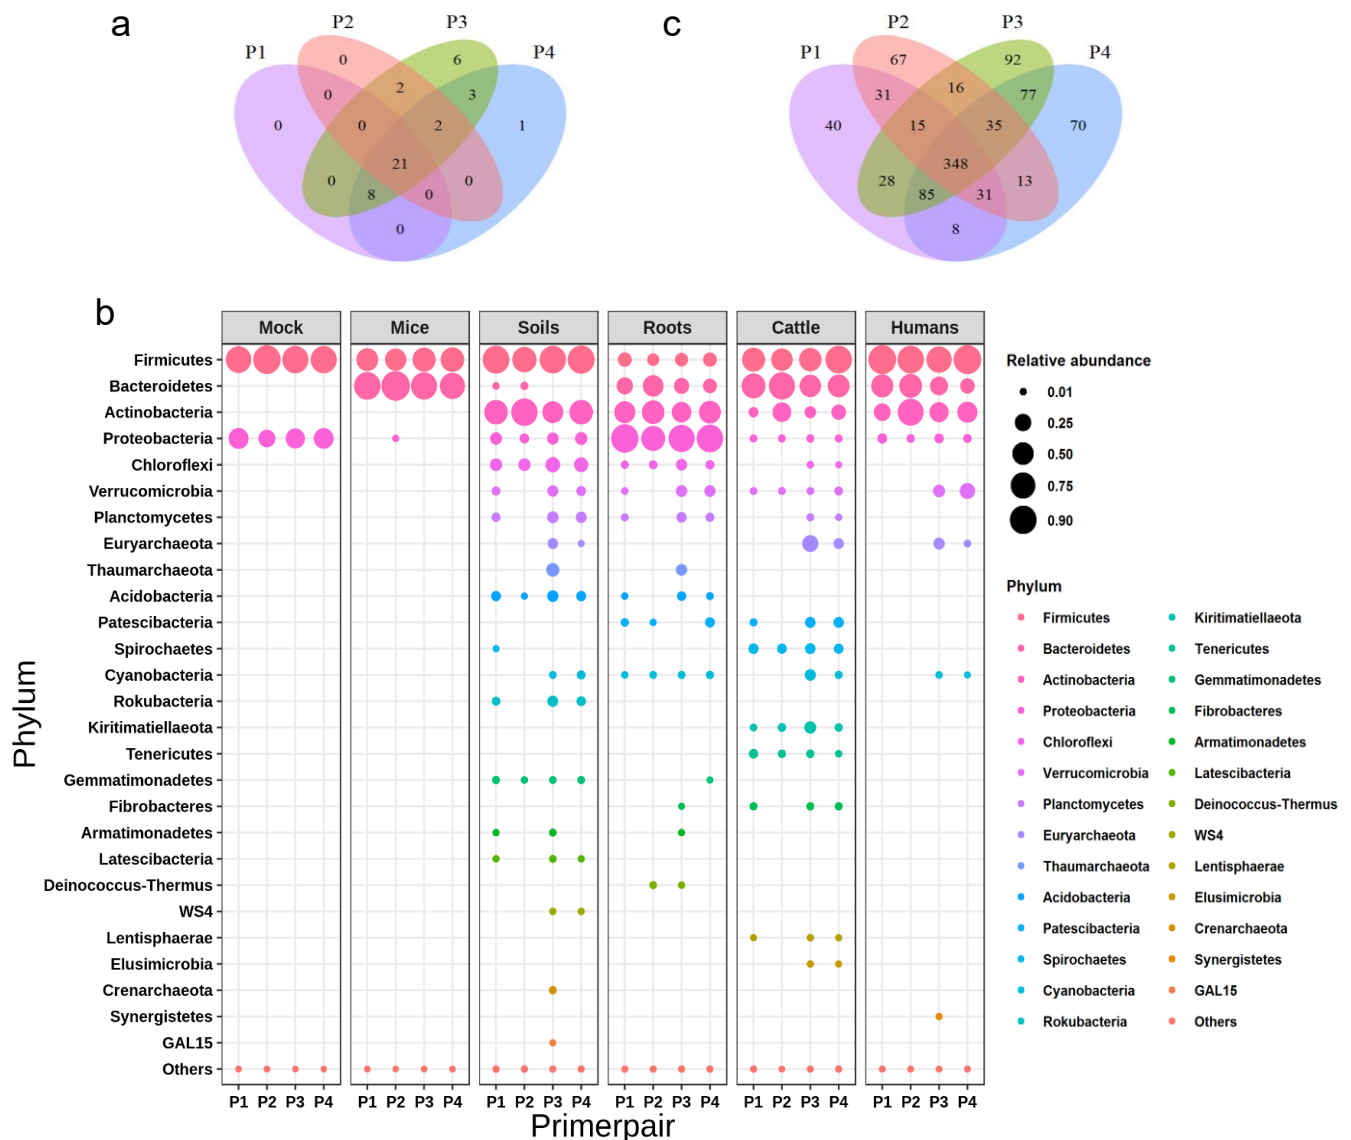 a
P1
P2
P3
P4
0
0
6
1
0
2
3
0
2
21
0
8
0
0
0
c
P1
P2
P3
P4
40
67
92
70
31
16
77
15
35
348
28
85
31
13
8
b
Mock Mice Soils Roots Cattle Humans
Phylum
Firmicutes
Bacteroidetes
Actinobacteria
Proteobacteria
Chloroflexi
Verrucomicrobia
Planctomycetes
Euryarchaeota
Thaumarchaeota
Acidobacteria
Patescibacteria
Spirochaetes
Cyanobacteria
Rokubacteria
Kiritimatiellaeota
Tenericutes
Gemmatimonadetes
Fibrobacteres
Armatimonadetes
Latescibacteria
Deinococcus-Thermus
WS4
Lentisphaerae
Elusimicrobia
Crenarchaeota
Synergistetes
GAL15
Others
P1 P2 P3 P4 P1 P2 P3 P4 P1 P2 P3 P4 P1 P2 P3 P4 P1 P2 P3 P4 P1 P2 P3 P4
Primerpair
Relative abundance
0.01
0.25
0.50
0.75
0.90
Phylum
Firmicutes
Bacteroidetes
Actinobacteria
Proteobacteria
Chloroflexi
Verrucomicrobia
Planctomycetes
Euryarchaeota
Thaumarchaeota
Acidobacteria
Patescibacteria
Spirochaetes
Cyanobacteria
Rokubacteria
Kiritimatiellaeota
Tenericutes
Gemmatimonadetes
Fibrobacteres
Armatimonadetes
Latescibacteria
Deinococcus-Thermus
WS4
Lentisphaerae
Elusimicrobia
Crenarchaeota
Synergistetes
GAL15
Others